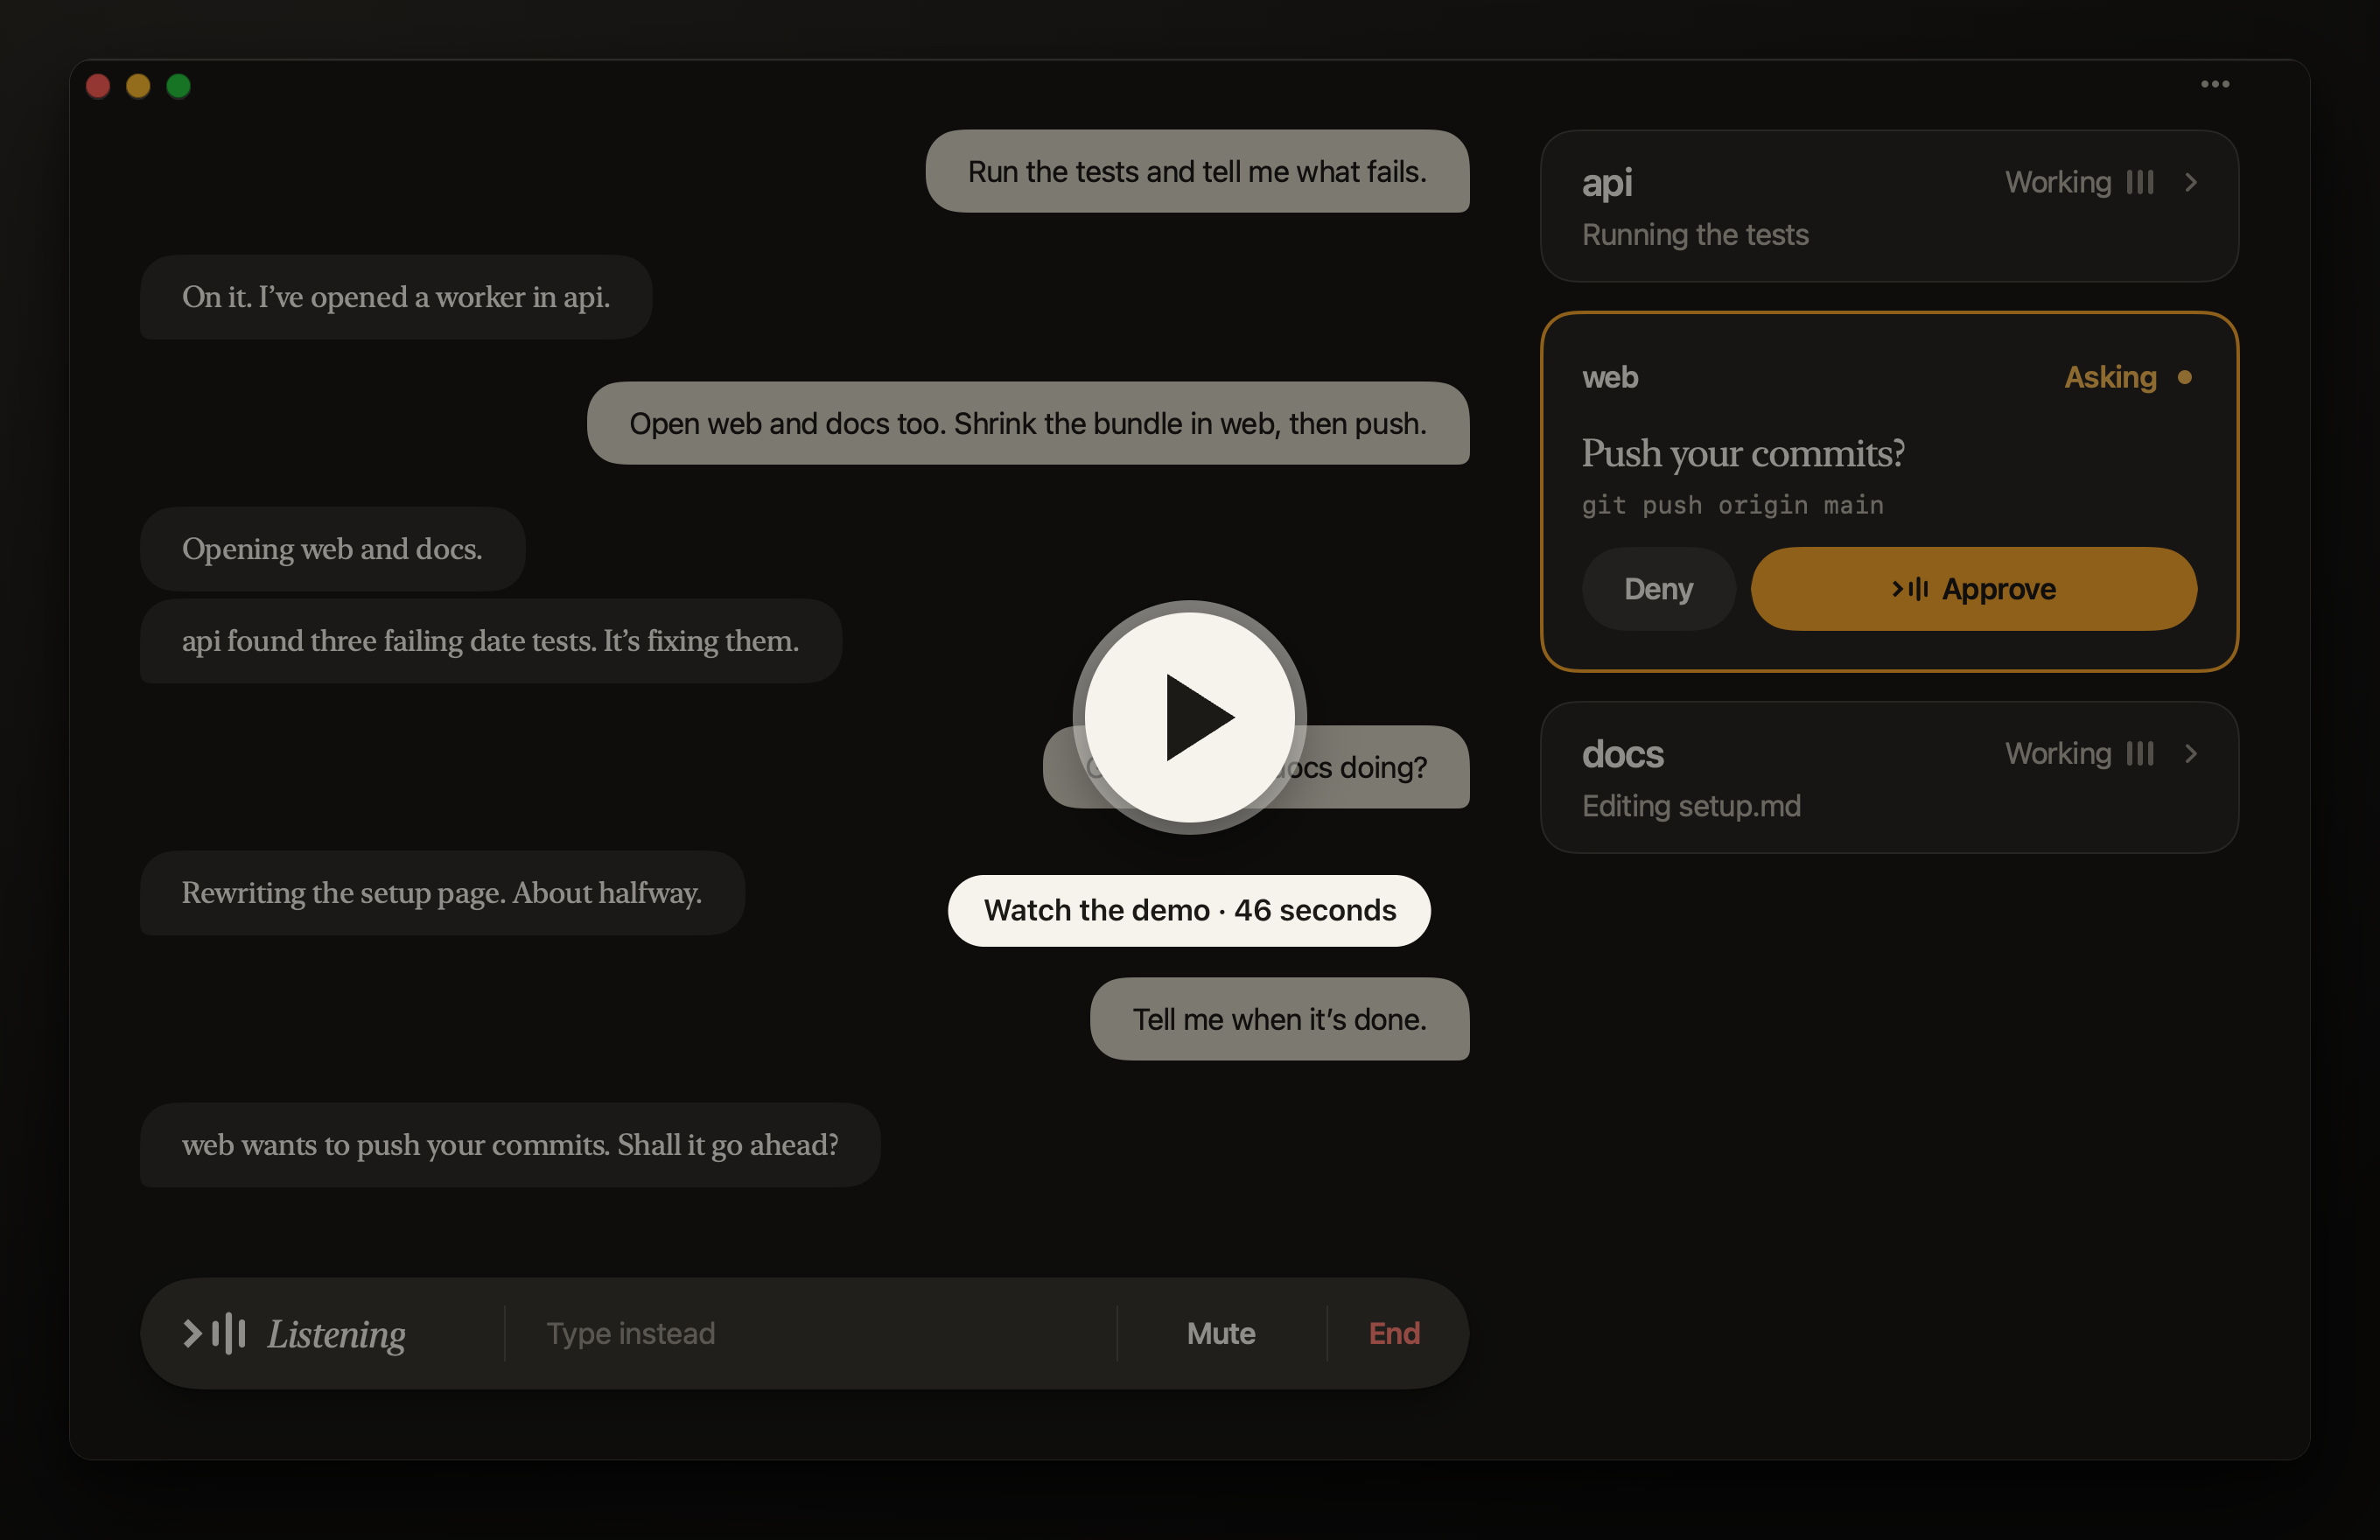 Run the tests and tell me what fails.
On it. I’ve opened a worker in api.
Open web and docs too. Shrink the bundle in web, then push.
Opening web and docs.
api found three failing date tests. It’s fixing them.
doing?
Rewriting the setup page. About halfway.
Watch the demo · 46 seconds
Tell me when it’s done.
web wants to push your commits. Shall it go ahead?
Listening
Type instead
Mute
End
api
Working
Running the tests
web
Asking
Push your commits?
git push origin main
Deny
Approve
docs
Working
Editing setup.md